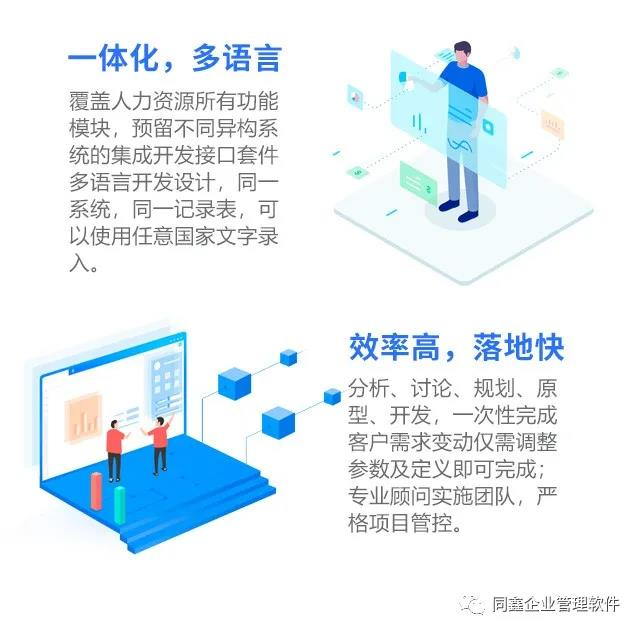 一体化，多语言
覆盖人力资源所有功能
模块，预留不同异构系
统的集成开发接口套件
多语言开发设计，同一
系统，同一记录表，可
以使用任意国家文字录
入。
效率高，落地快
分析、讨论、规划、原
型、开发，一次性完成
客户需求变动仅需调整
参数及定义即可完成；
专业顾问实施团队，严
格项目管控。
同鑫企业管理软件